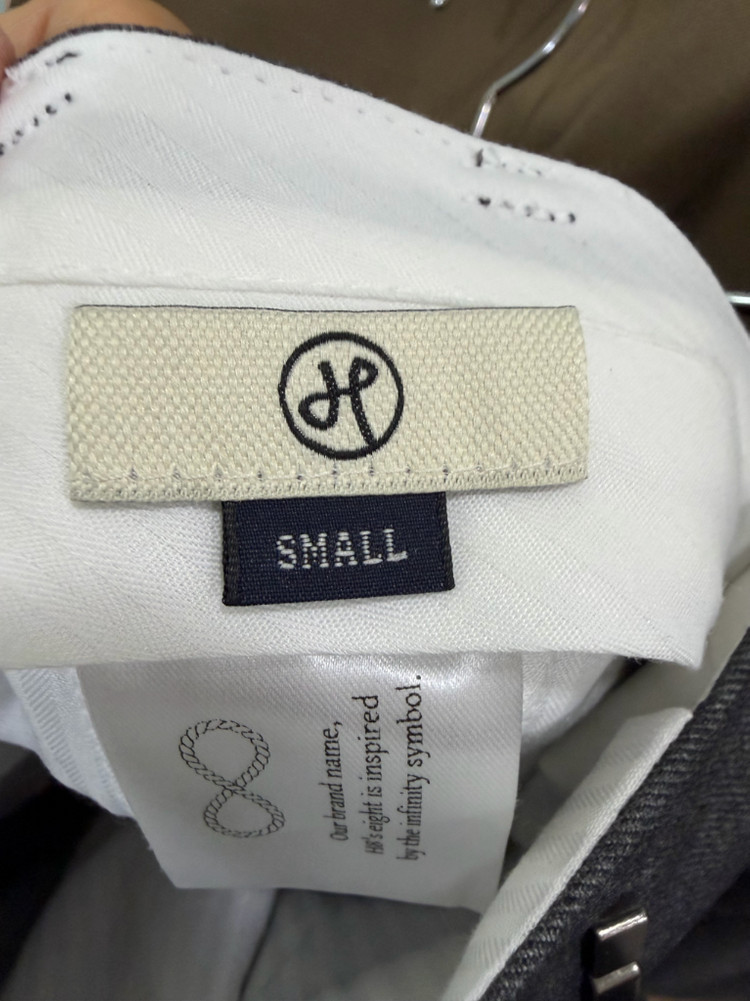 H
SMALL
Our brand name,
H8's eight is inspired
by the infinity symbol.